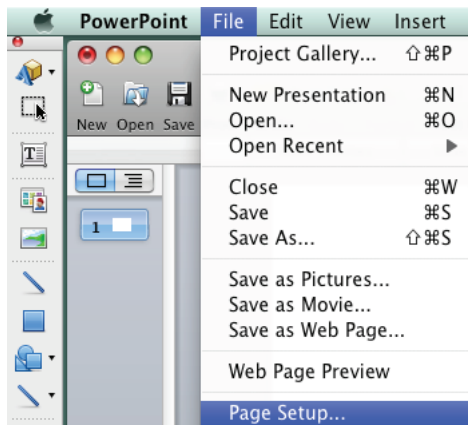 PowerPoint File Edit View Insert
Project Gallery... ⇧⌘P
New Presentation ⌘N
Open... ⌘O
Open Recent ▶
Close ⌘W
Save ⌘S
Save As... ⇧⌘S
Save as Pictures...
Save as Movie...
Save as Web Page...
Web Page Preview
Page Setup...
New Open Save
T
1